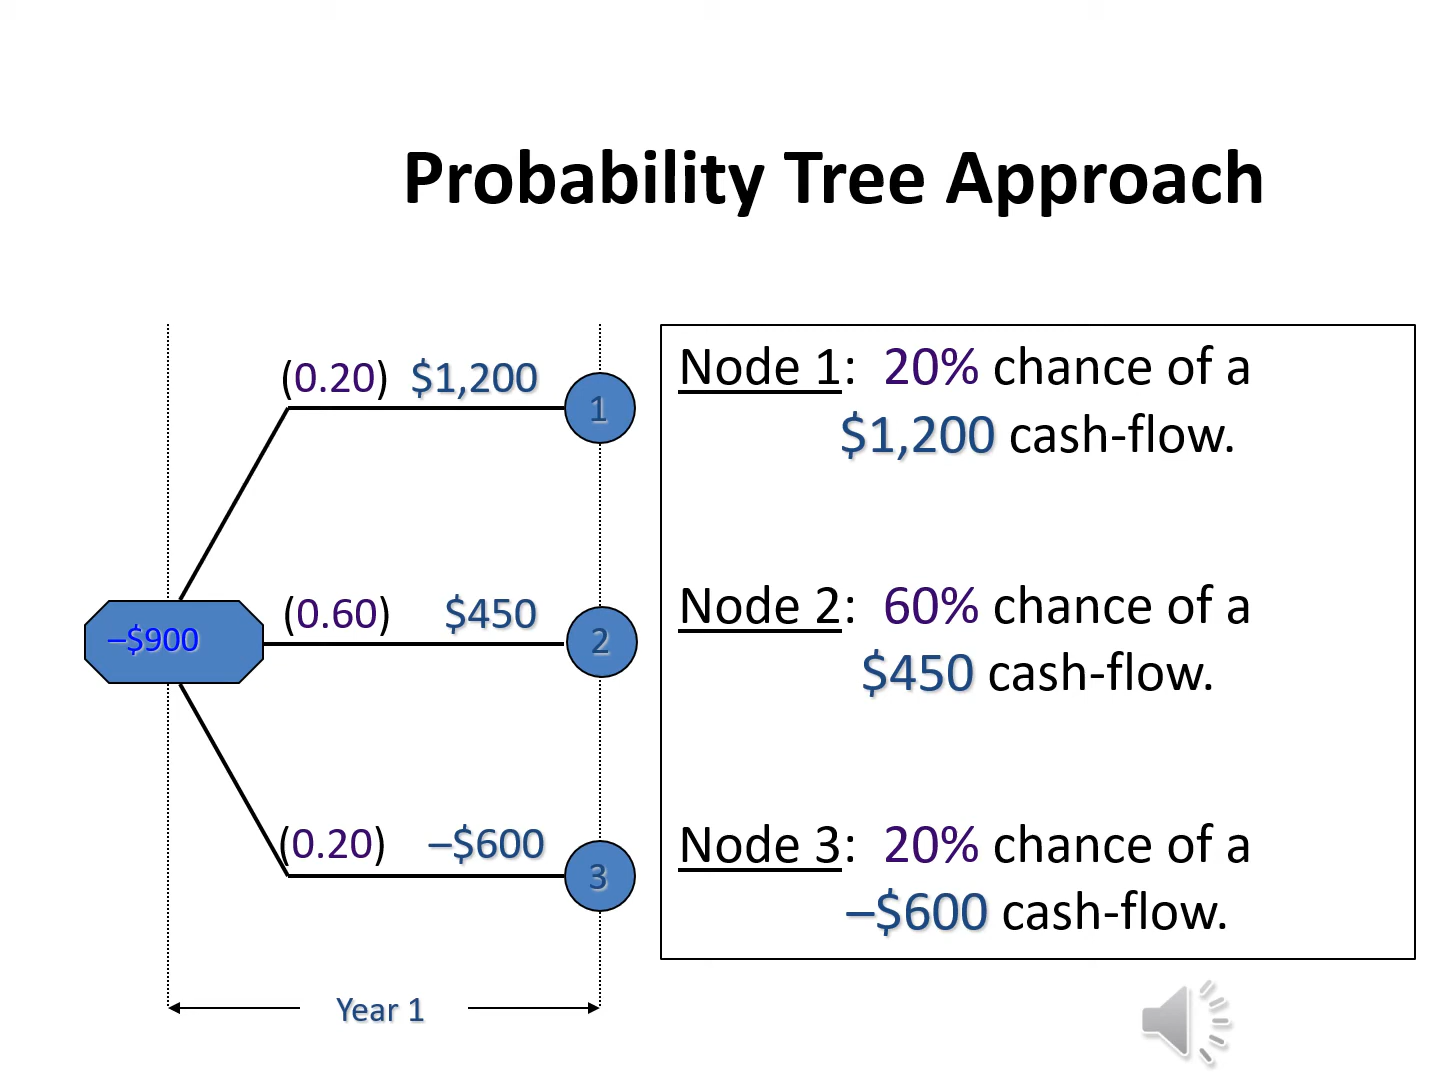 Probability Tree Approach
(0.20) $1,200
1
–$900
(0.60) $450
2
(0.20) –$600
3
Year 1
Node 1: 20% chance of a
$1,200 cash-flow.
Node 2: 60% chance of a
$450 cash-flow.
Node 3: 20% chance of a
–$600 cash-flow.